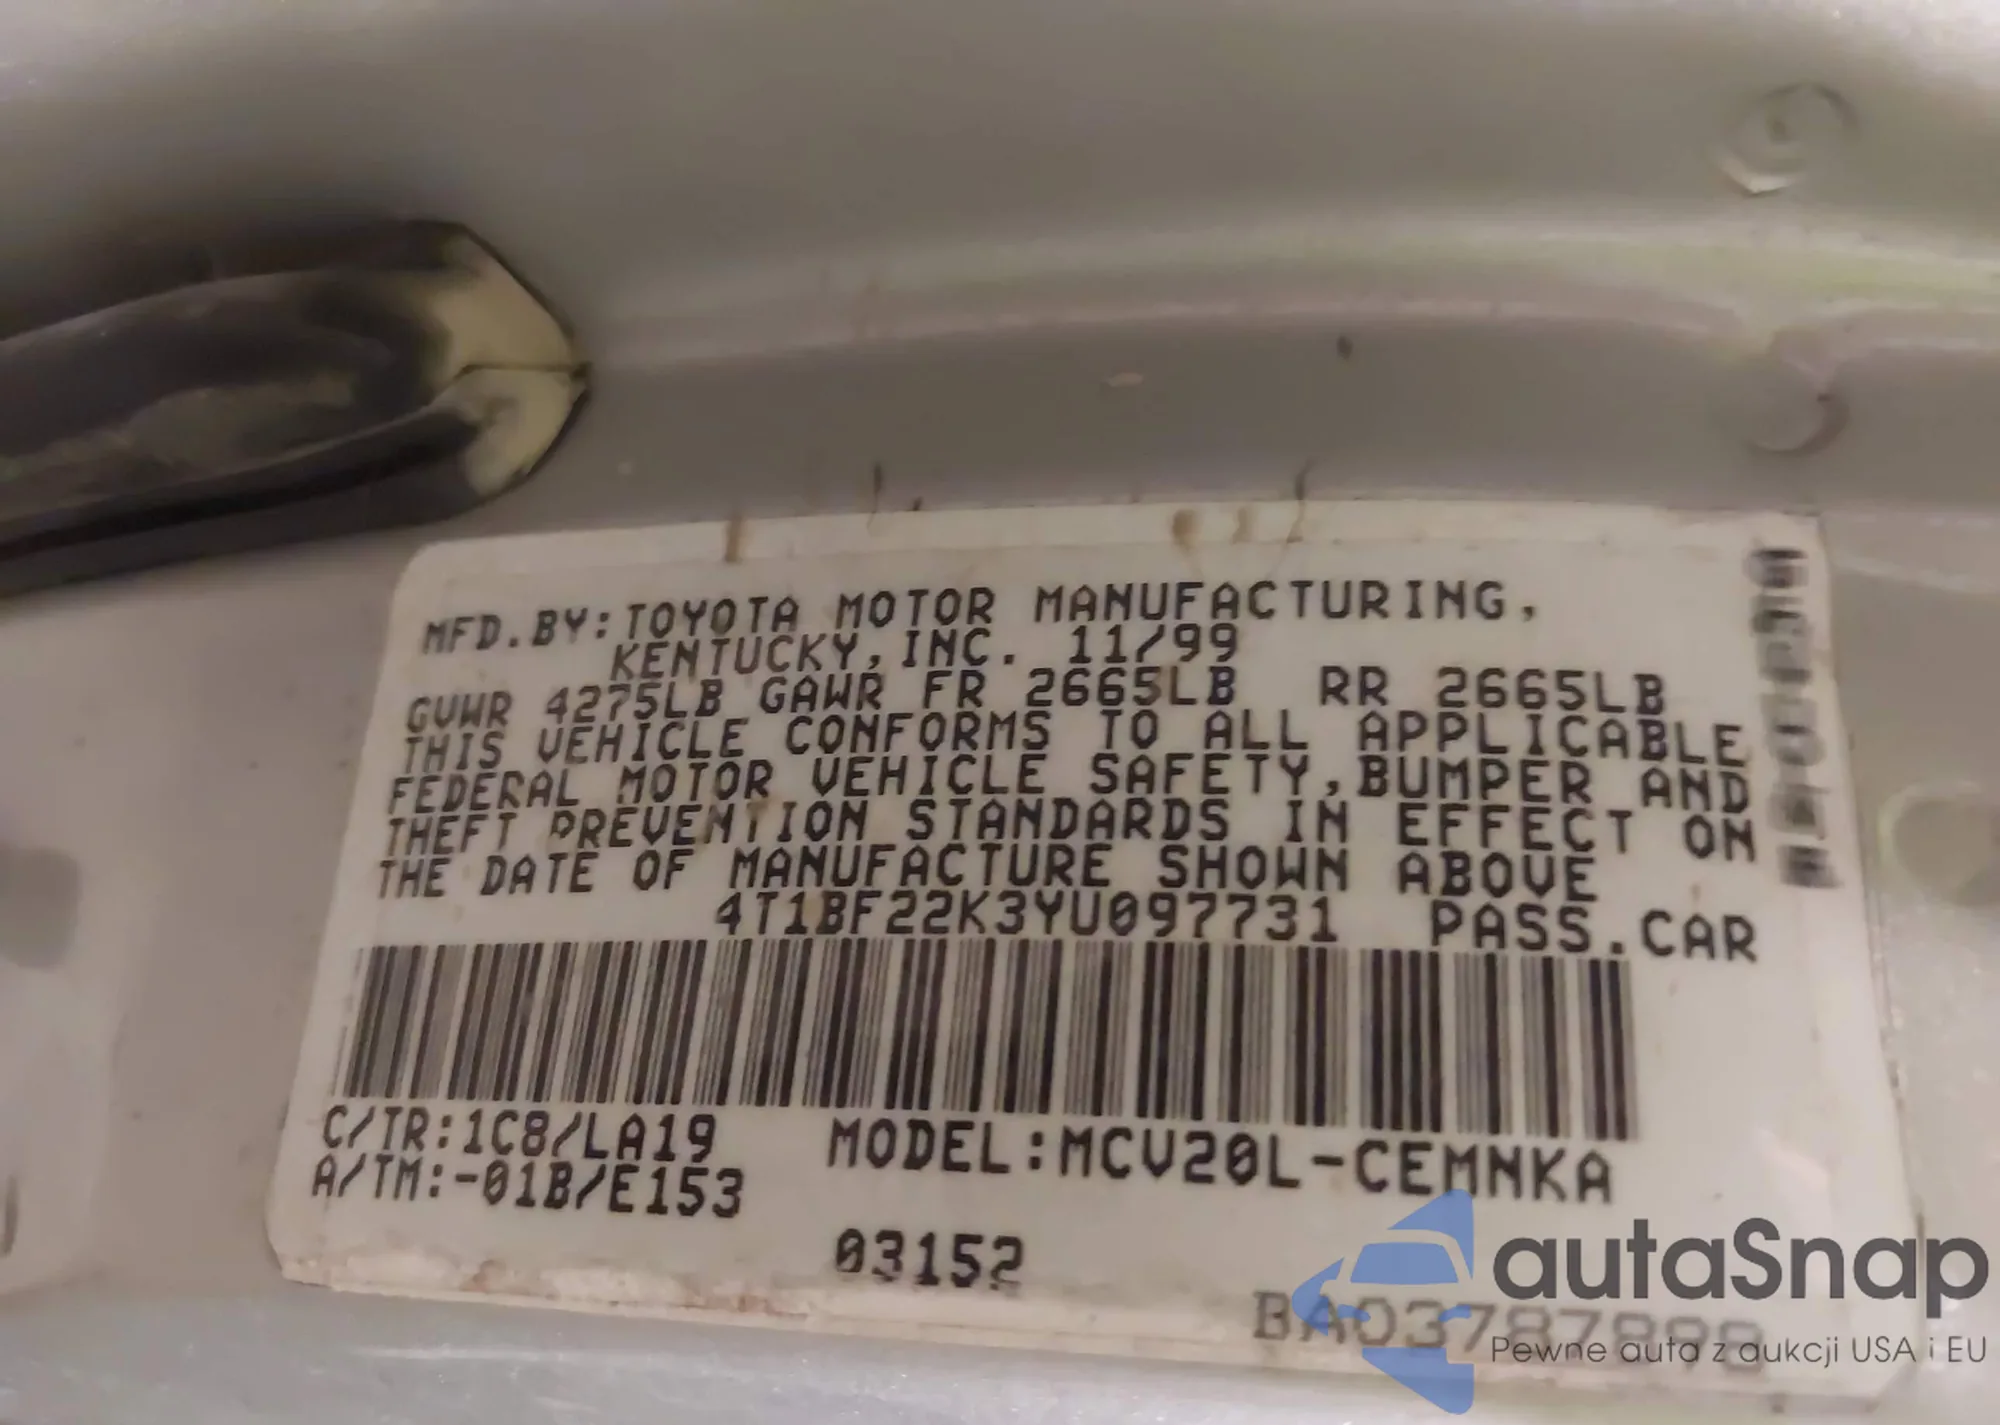 MFD.BY:TOYOTA MOTOR MANUFACTURING,
KENTUCKY,INC. 11/99
GVWR 4275LB GAWR FR 2665LB RR 2665LB
THIS VEHICLE CONFORMS TO ALL APPLICABLE
FEDERAL MOTOR VEHICLE SAFETY,BUMPER AND
THEFT PREVENTION STANDARDS IN EFFECT ON
THE DATE OF MANUFACTURE SHOWN ABOVE
4T1BF22K3YU097731 PASS.CAR
C/TR:1C8/LA19
A/TM:-01B/E153
MODEL:MCV20L-CEMNKA
03152
autaSnap
Pewne auta z aukcji USA i EU